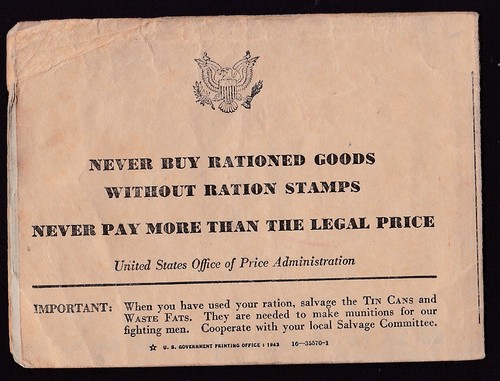 NEVER BUY RATIONED GOODS
WITHOUT RATION STAMPS
NEVER PAY MORE THAN THE LEGAL PRICE
United States Office of Price Administration
IMPORTANT: When you have used your ration, salvage the TIN CANS and
WASTE FATS. They are needed to make munitions for our
fighting men. Cooperate with your local Salvage Committee.
☆ U. S. GOVERNMENT PRINTING OFFICE : 1943 16—35570-1